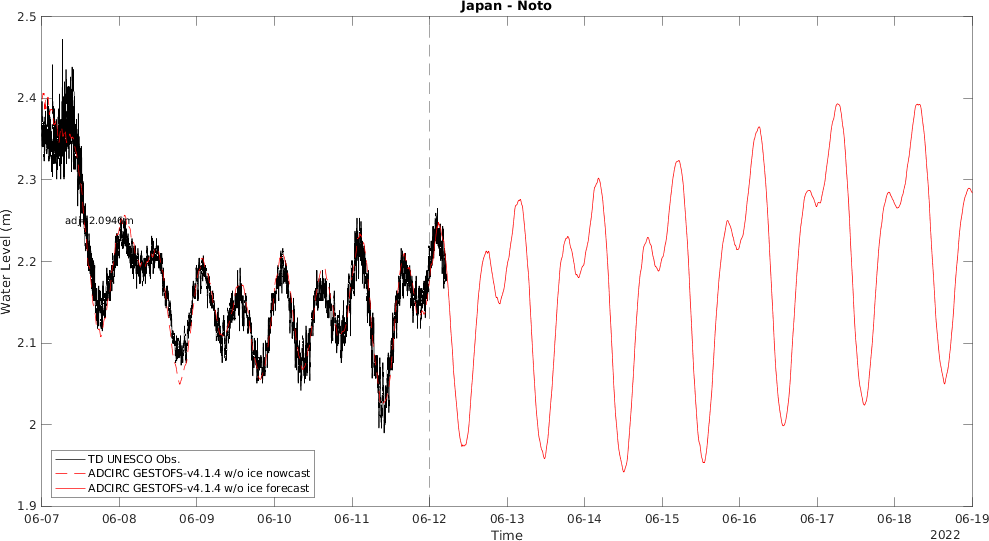 Japan - Noto
2.5
2.4
2.3
2.2
2.1
2
1.9
Water Level (m)
TD UNESCO Obs.
ADCIRC GESTOFS-v4.1.4 w/o ice nowcast
ADCIRC GESTOFS-v4.1.4 w/o ice forecast
06-07 06-08 06-09 06-10 06-11 06-12 06-13 06-14 06-15 06-16 06-17 06-18 06-19
Time
2022